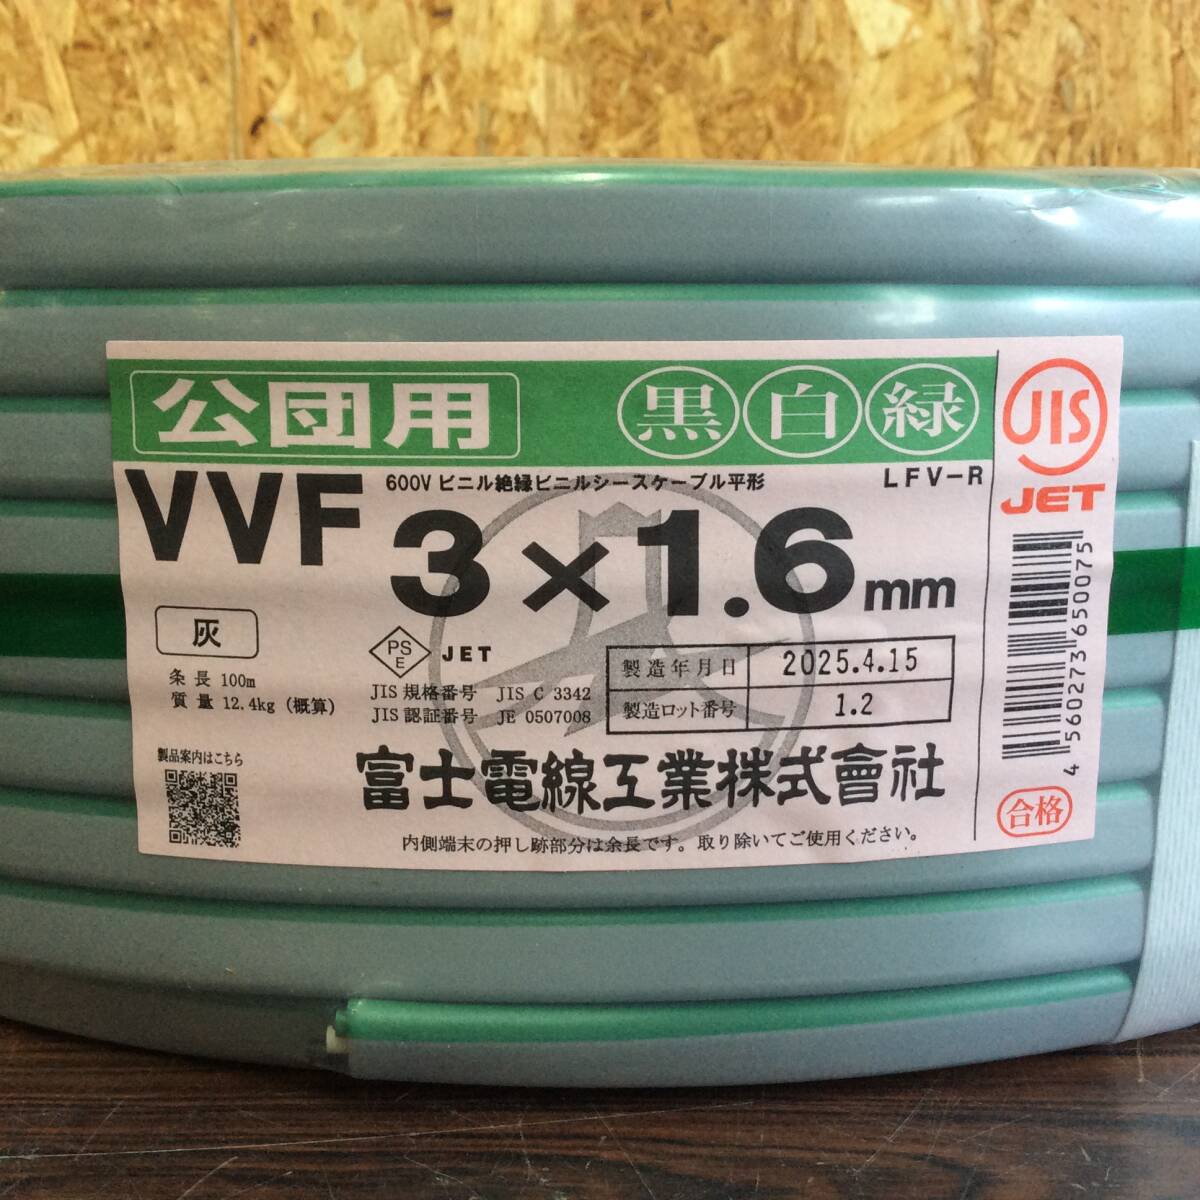 公団用
黒 白 緑
VVF
600V ビニル絶縁ビニルシースケーブル平形
LFV-R
3×1.6mm
灰
条長 100m
質量 12.4kg (概算)
PS E JET
JIS 規格番号 JIS C 3342
JIS 認証番号 JE 0507008
製造年月日 2025.4.15
製造ロット番号 1.2
製品案内はこちら
富士電線工業株式會社
内側端末の押し跡部分は余長です。取り除いてご使用ください。
JIS
JET
4560273650075
合格